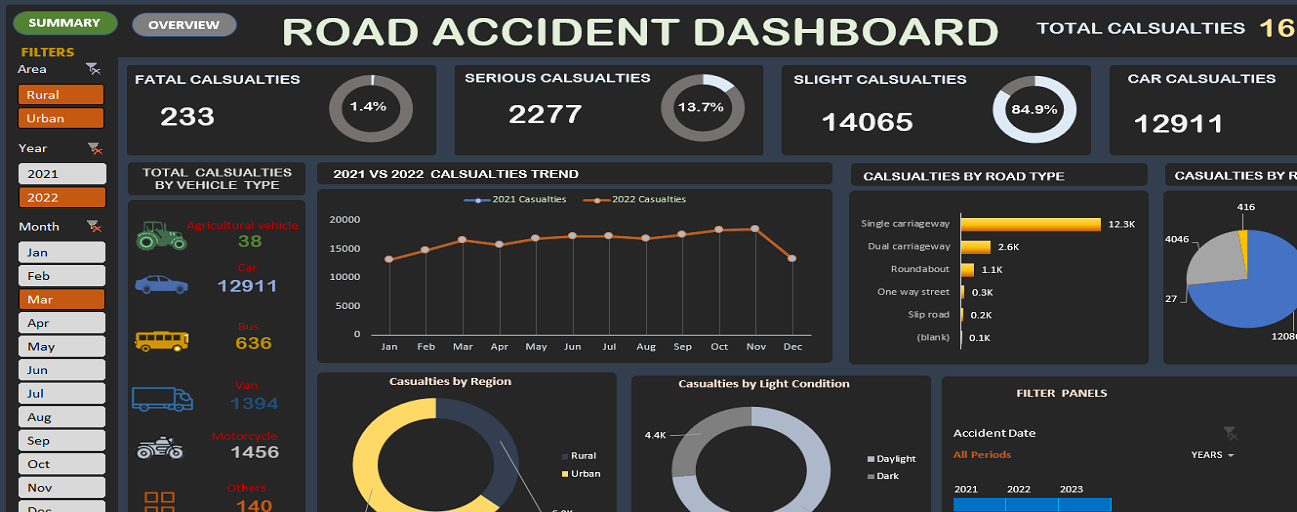 SUMMARY
OVERVIEW
ROAD ACCIDENT DASHBOARD
TOTAL CALSUALTIES 16
FILTERS
Area
Rural
Urban
Year
2021
2022
Month
Jan
Feb
Mar
Apr
May
Jun
Jul
Aug
Sep
Oct
Nov
Dec
FATAL CALSUALTIES
233
1.4%
SERIOUS CALSUALTIES
2277
13.7%
SLIGHT CALSUALTIES
14065
84.9%
CAR CALSUALTIES
12911
TOTAL CALSUALTIES
BY VEHICLE TYPE
Agricultural vehicle
38
Car
12911
Bus
636
Van
1394
Motorcycle
1456
Others
140
2021 VS 2022 CALSUALTIES TREND
2021 Casualties
2022 Casualties
20000
15000
10000
5000
0
Jan Feb Mar Apr May Jun Jul Aug Sep Oct Nov Dec
CALSUALTIES BY ROAD TYPE
Single carriageway 12.3K
Dual carriageway 2.6K
Roundabout 1.1K
One way street 0.3K
Slip road 0.2K
(blank) 0.1K
CASUALTIES BY R
416
4046
27
1208
Casualties by Region
Rural
Urban
Casualties by Light Condition
4.4K
Daylight
Dark
FILTER PANELS
Accident Date
All Periods
YEARS
2021 2022 2023